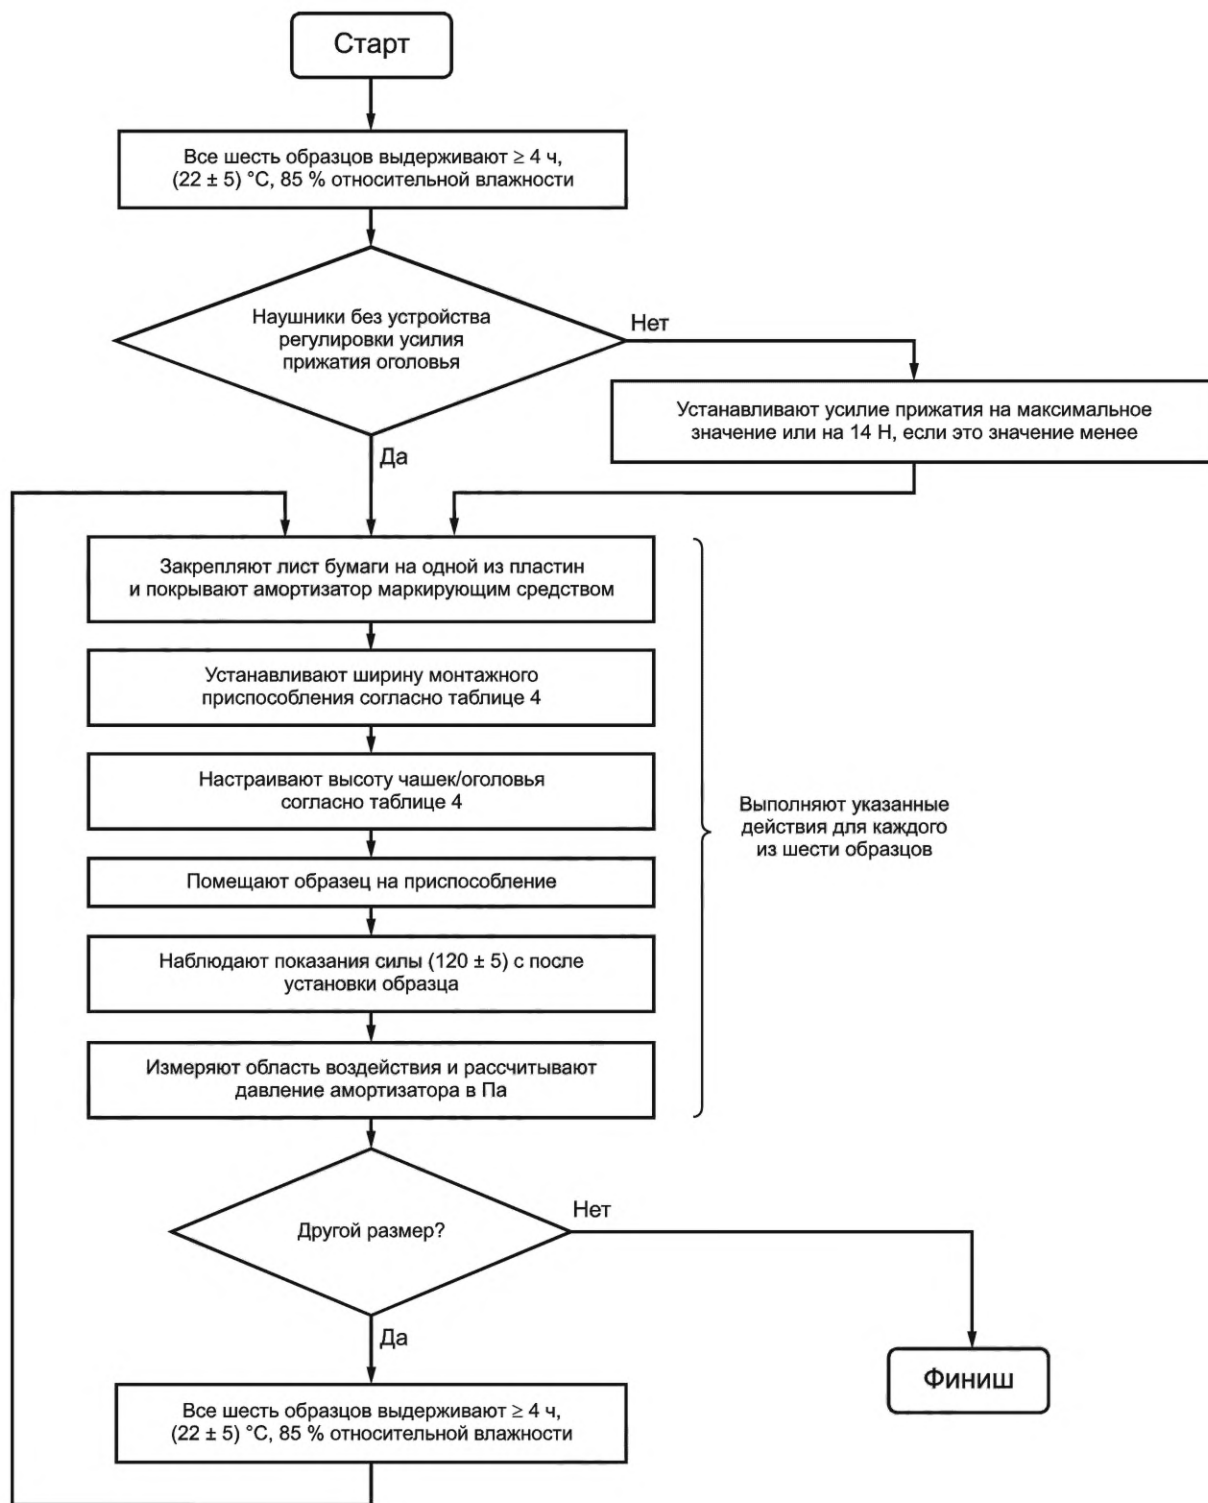 Старт
Все шесть образцов выдерживают ≥ 4 ч,
(22 ± 5) °C, 85 % относительной влажности
Наушники без устройства
регулировки усилия
прижатия оголовья
Нет
Устанавливают усилие прижатия на максимальное
значение или на 14 Н, если это значение менее
Да
Закрепляют лист бумаги на одной из пластин
и покрывают амортизатор маркирующим средством
Устанавливают ширину монтажного
приспособления согласно таблице 4
Настраивают высоту чашек/оголовья
согласно таблице 4
Выполняют указанные
действия для каждого
из шести образцов
Помещают образец на приспособление
Наблюдают показания силы (120 ± 5) с после
установки образца
Измеряют область воздействия и рассчитывают
давление амортизатора в Па
Другой размер?
Нет
Да
Финиш
Все шесть образцов выдерживают ≥ 4 ч,
(22 ± 5) °C, 85 % относительной влажности